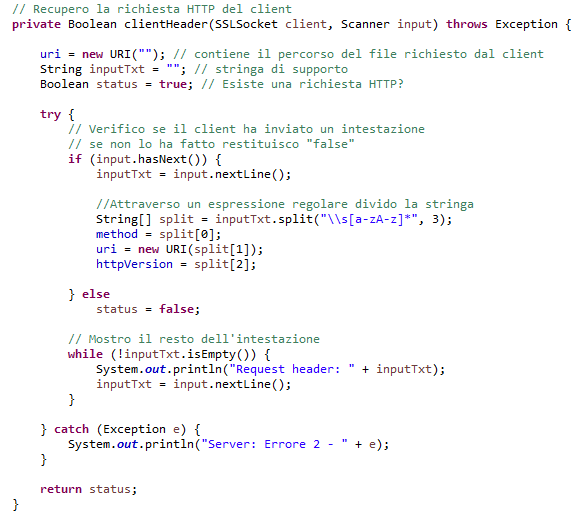 // Recupero la richiesta HTTP del client
private Boolean clientHeader(SSLSocket client, Scanner input) throws Exception {
uri = new URI(""); // contiene il percorso del file richiesto dal client
String inputTxt = ""; // stringa di supporto
Boolean status = true; // Esiste una richiesta HTTP?
try {
// Verifico se il client ha inviato un intestazione
// se non lo ha fatto restituisco "false"
if (input.hasNext()) {
inputTxt = input.nextLine();
//Attraverso un espressione regolare divido la stringa
String[] split = inputTxt.split("\\s[a-zA-z]*", 3);
method = split[0];
uri = new URI(split[1]);
httpVersion = split[2];
} else
status = false;
// Mostro il resto dell'intestazione
while (!inputTxt.isEmpty()) {
System.out.println("Request header: " + inputTxt);
inputTxt = input.nextLine();
}
} catch (Exception e) {
System.out.println("Server: Errore 2 - " + e);
}
return status;
}